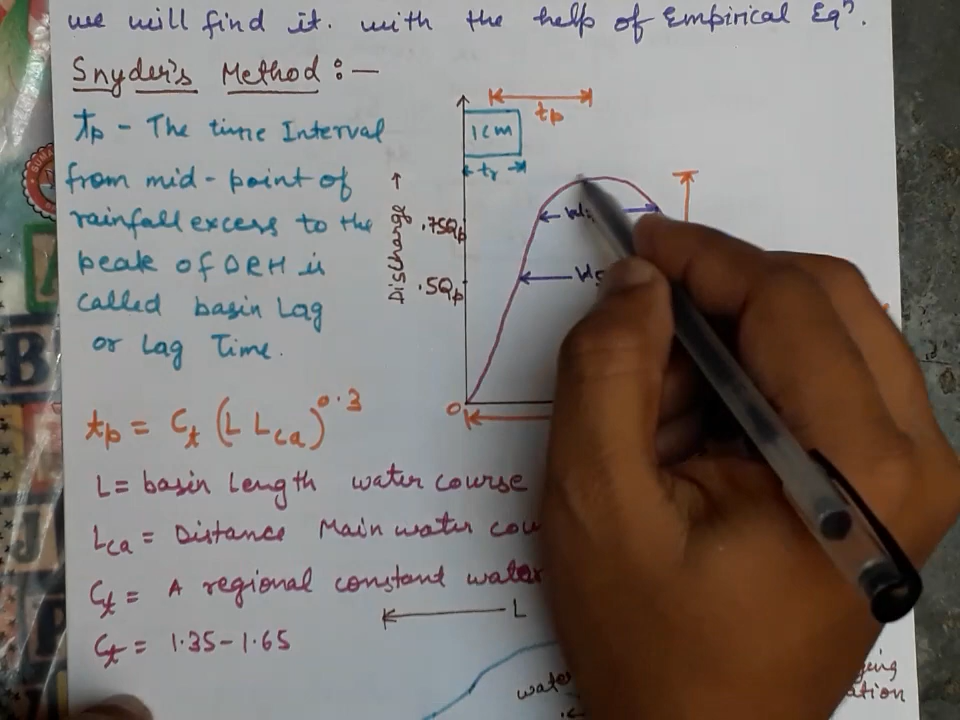 we will find it. with the help of Empirical Eqⁿ.
Snyder's Method :—
tp - The time Interval
from mid-point of
rainfall excess to the
peak of DRH is
called basin Lag
or Lag Time.
tp = Ct (L Lca)^0.3
L = basin length water course
Lca = Distance Main water cou
Ct = A regional constant water
Ct = 1.35-1.65
tp
1cm
tr
Discharge →
.75Qp
.5Qp
W
W5
0
L
water